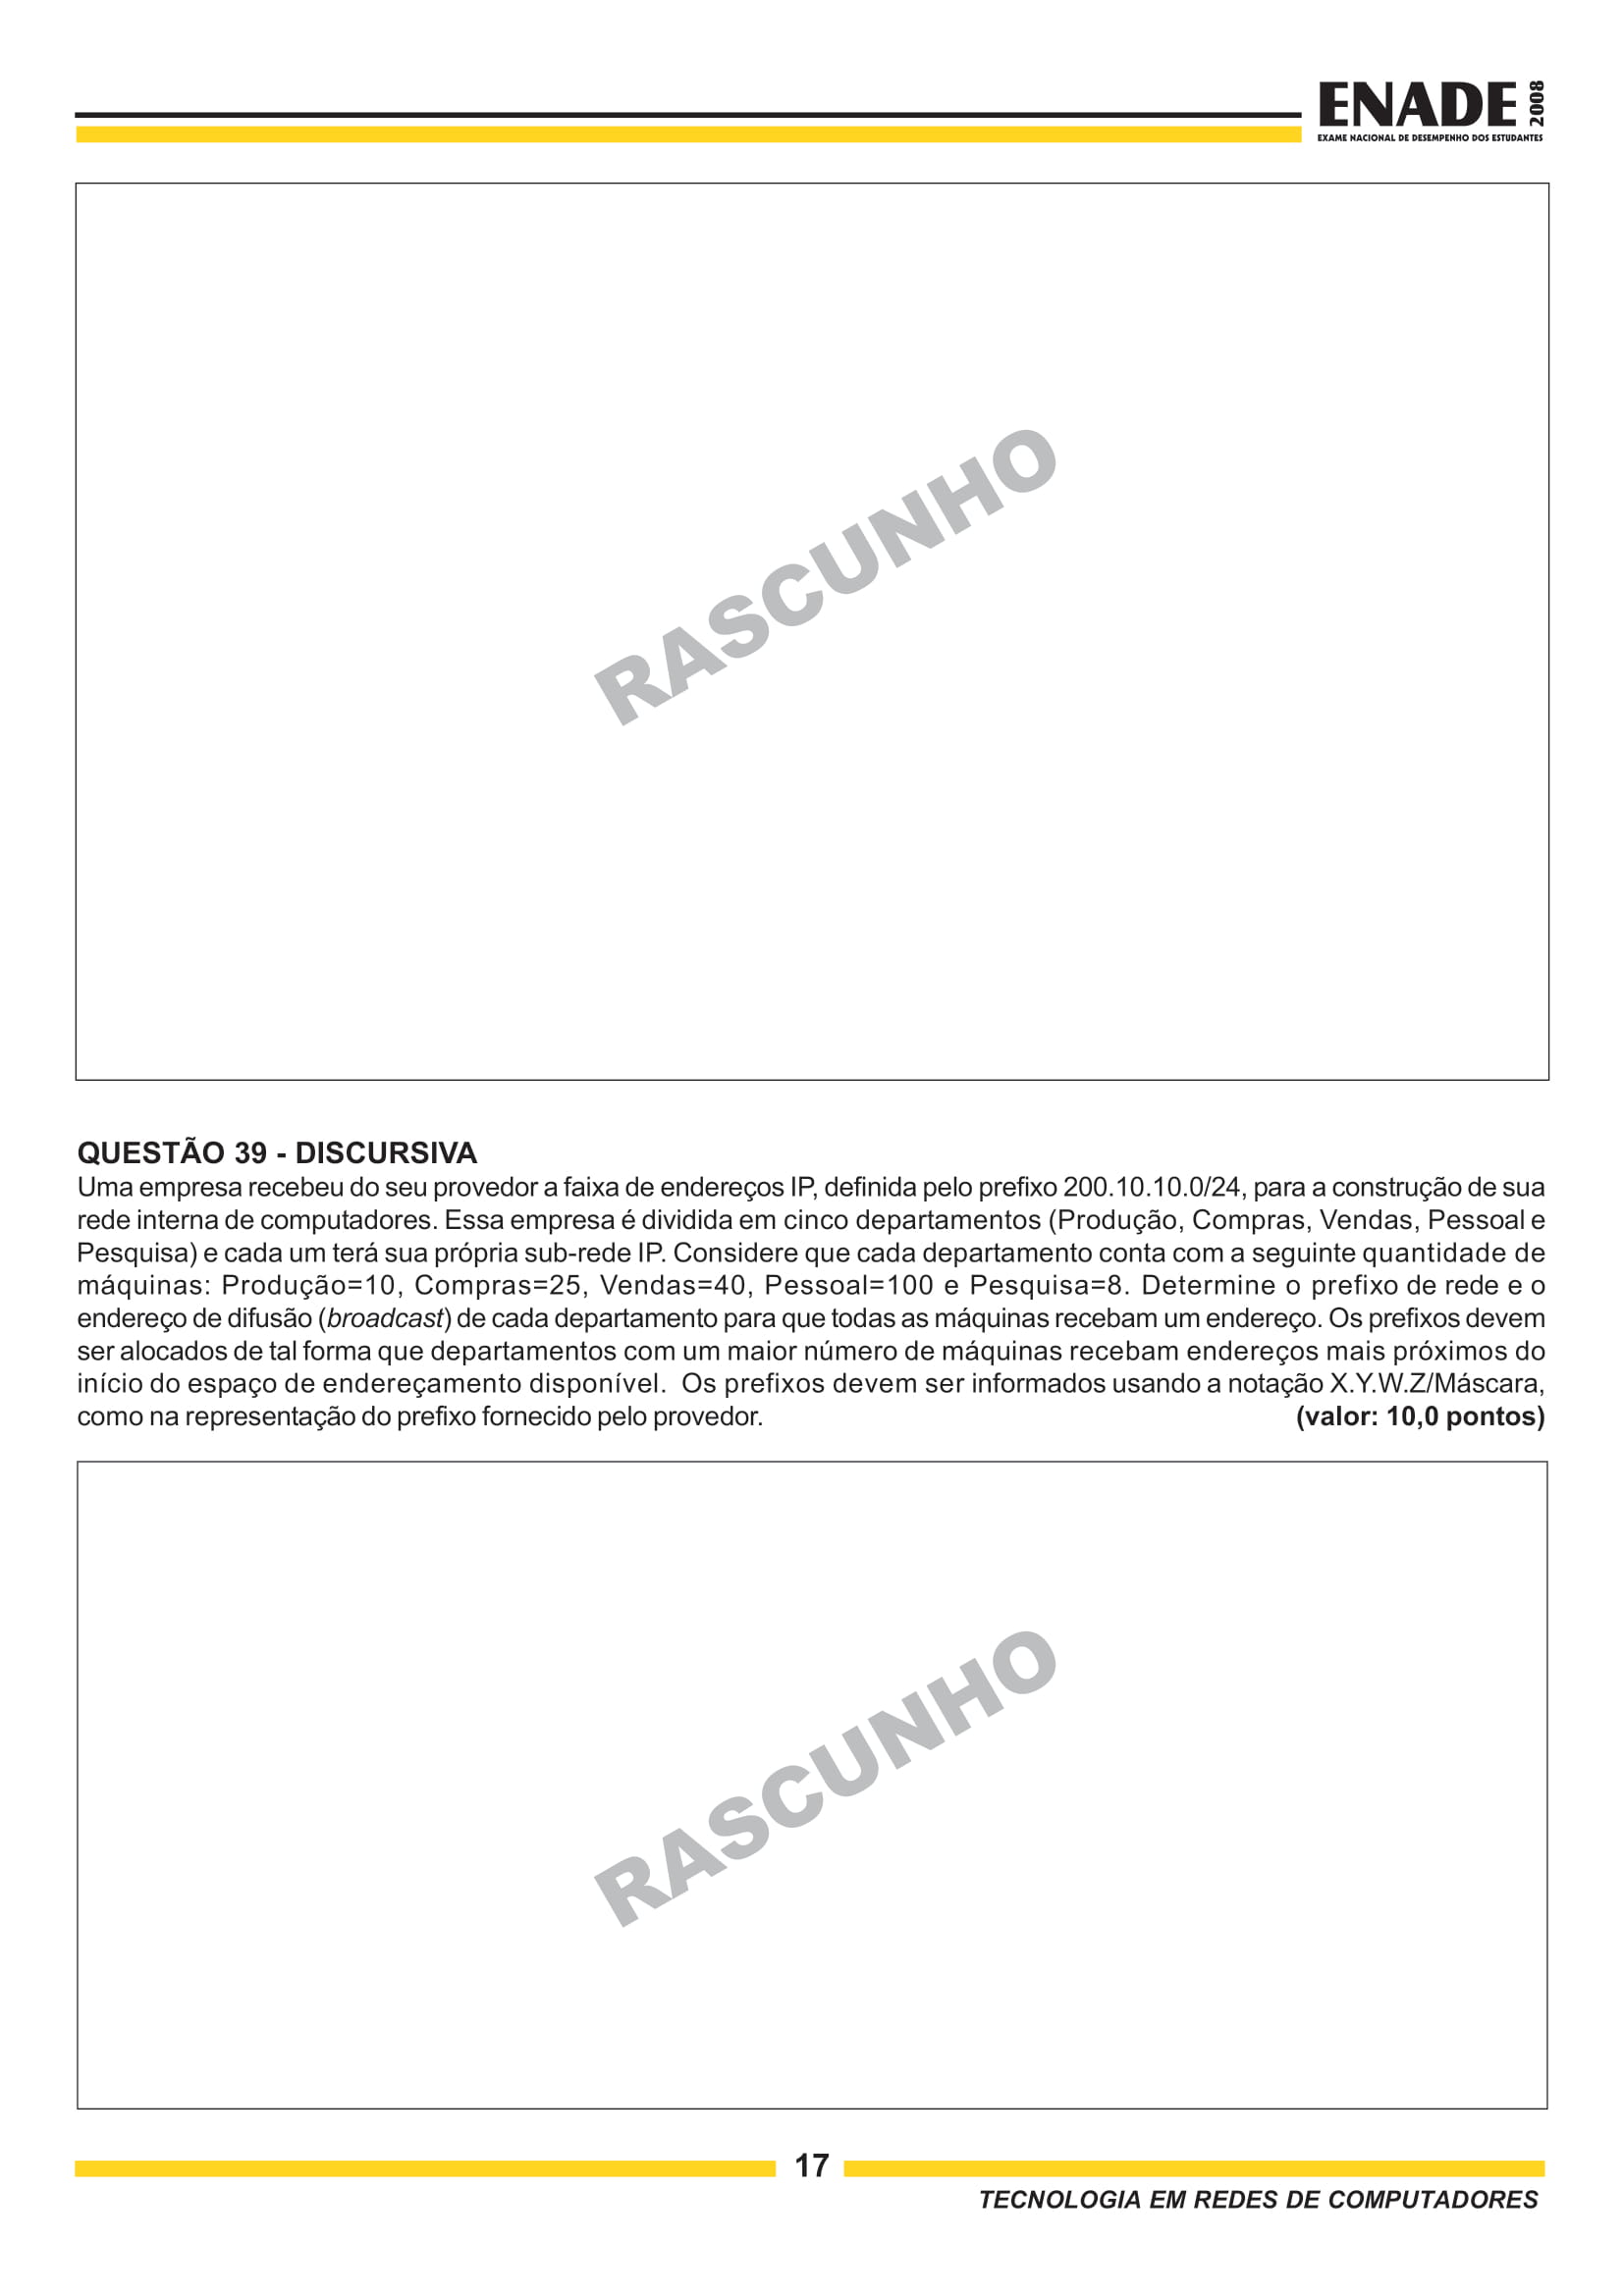 ENADE 2008
EXAME NACIONAL DE DESEMPENHO DOS ESTUDANTES
RASCUNHO
QUESTÃO 39 - DISCURSIVA
Uma empresa recebeu do seu provedor a faixa de endereços IP, definida pelo prefixo 200.10.10.0/24, para a construção de sua
rede interna de computadores. Essa empresa é dividida em cinco departamentos (Produção, Compras, Vendas, Pessoal e
Pesquisa) e cada um terá sua própria sub-rede IP. Considere que cada departamento conta com a seguinte quantidade de
máquinas: Produção=10, Compras=25, Vendas=40, Pessoal=100 e Pesquisa=8. Determine o prefixo de rede e o
endereço de difusão (broadcast) de cada departamento para que todas as máquinas recebam um endereço. Os prefixos devem
ser alocados de tal forma que departamentos com um maior número de máquinas recebam endereços mais próximos do
início do espaço de endereçamento disponível. Os prefixos devem ser informados usando a notação X.Y.W.Z/Máscara,
como na representação do prefixo fornecido pelo provedor. (valor: 10,0 pontos)
RASCUNHO
17
TECNOLOGIA EM REDES DE COMPUTADORES